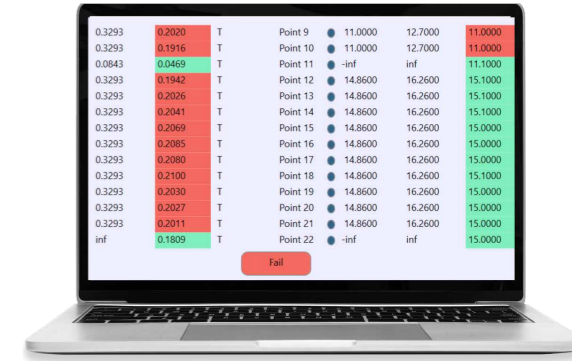 0.3293 0.2020 T Point 9 11.0000 12.7000 11.0000
0.3293 0.1916 T Point 10 11.0000 12.7000 11.0000
0.0843 0.0469 T Point 11 -inf inf 11.1000
0.3293 0.1942 T Point 12 14.8600 16.2600 15.1000
0.3293 0.2026 T Point 13 14.8600 16.2600 15.1000
0.3293 0.2041 T Point 14 14.8600 16.2600 15.1000
0.3293 0.2069 T Point 15 14.8600 16.2600 15.0000
0.3293 0.2085 T Point 16 14.8600 16.2600 15.0000
0.3293 0.2080 T Point 17 14.8600 16.2600 15.1000
0.3293 0.2100 T Point 18 14.8600 16.2600 15.1000
0.3293 0.2030 T Point 19 14.8600 16.2600 15.0000
0.3293 0.2027 T Point 20 14.8600 16.2600 15.0000
0.3293 0.2011 T Point 21 14.8600 16.2600 15.0000
inf 0.1809 T Point 22 -inf inf 15.0000
Fail